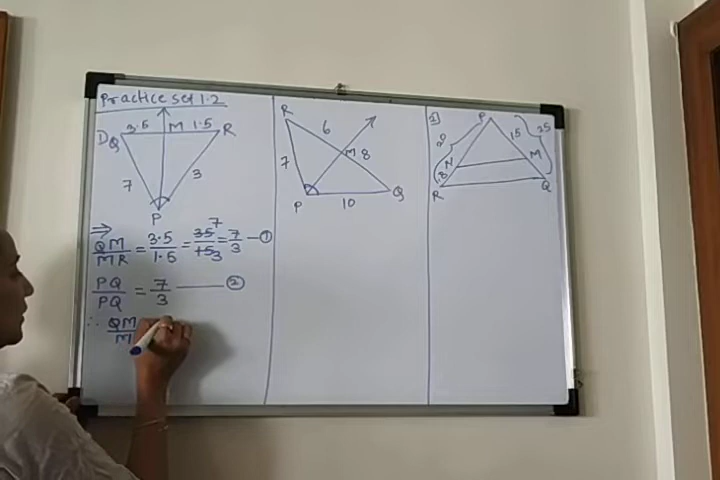 Practice set 1.2
1) Q 3.5 M 1.5 R
7 3
P
⇒ QM/MR = 3.5/1.5 = 35/15 = 7/3 — ①
PQ/PQ = 7/3 — ②
∴ QM/M
R 6
M 8
7
P 10 Q
P
15 25
N M
8
R Q